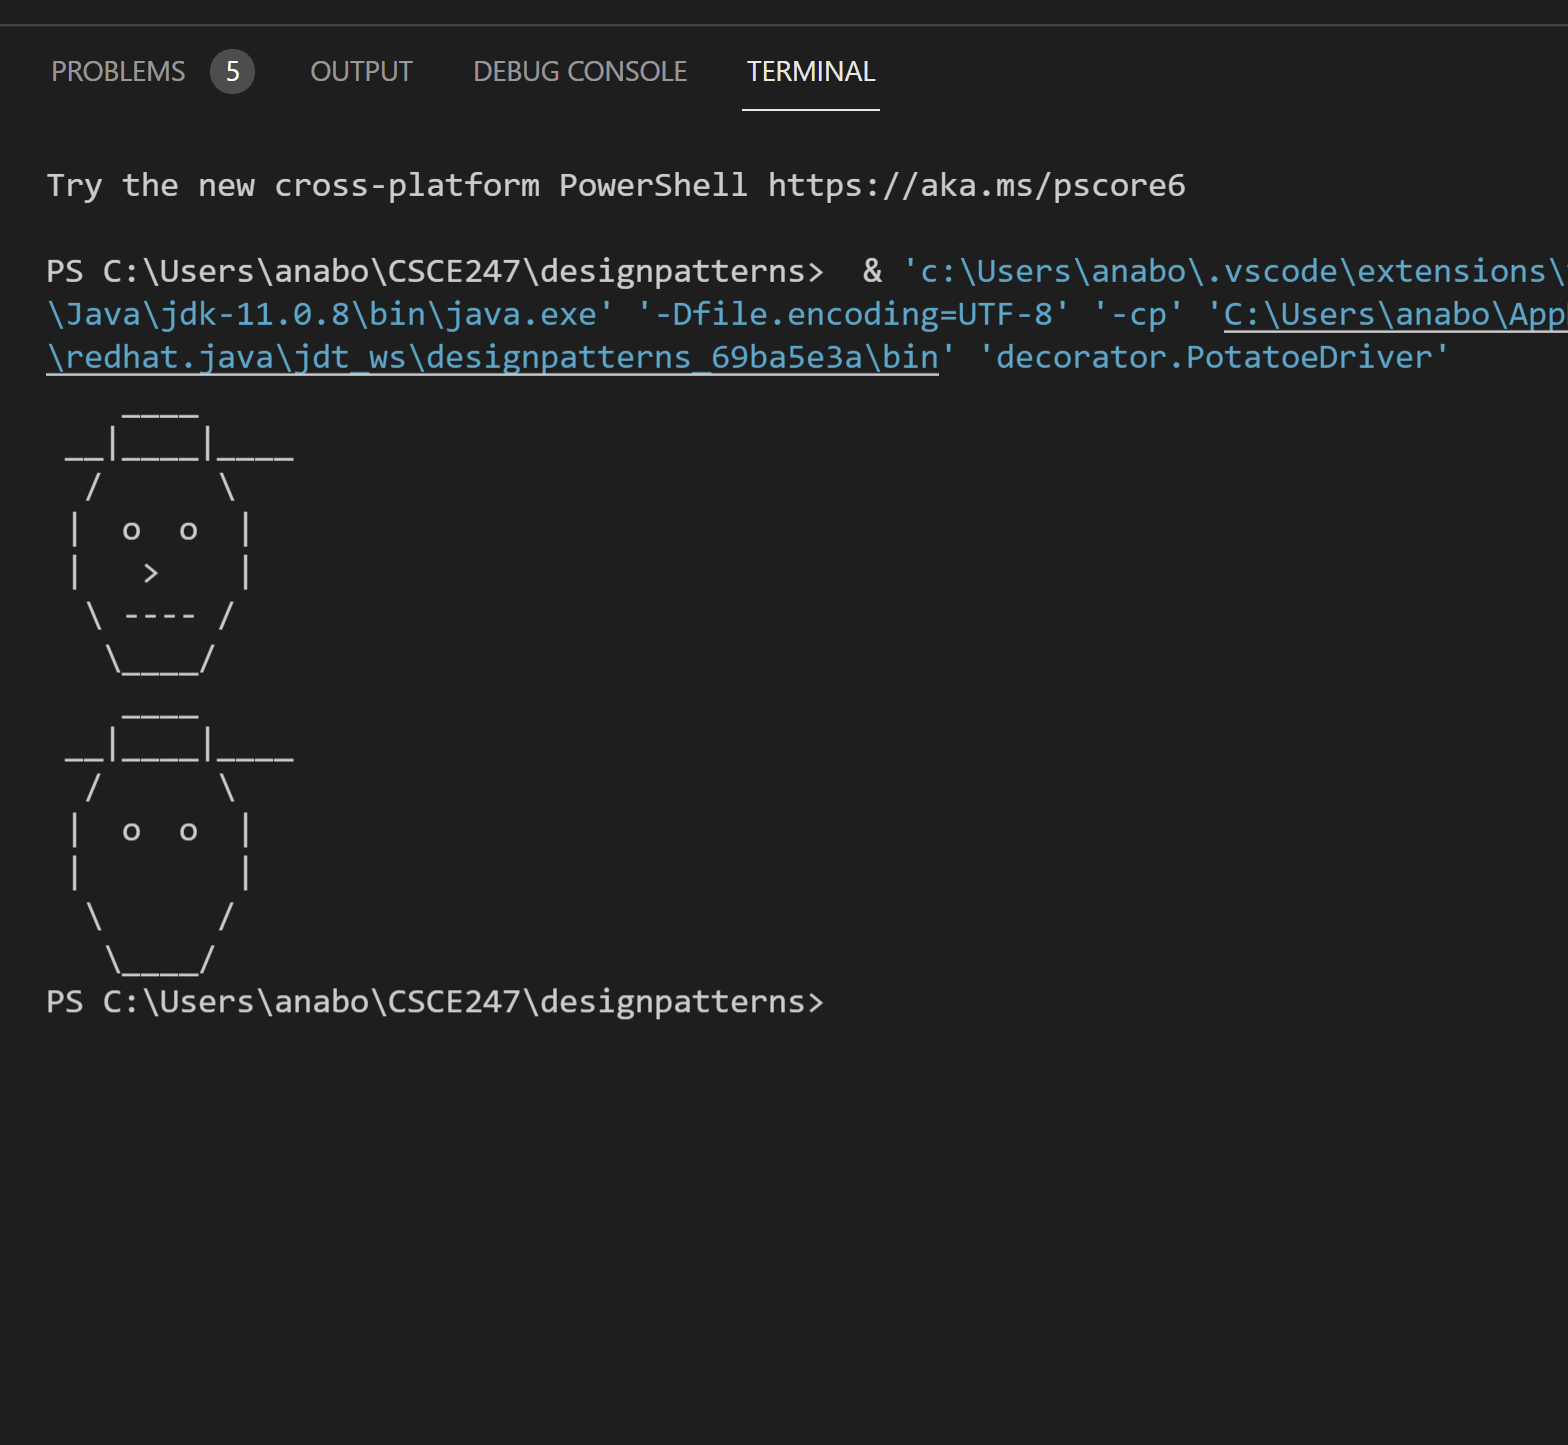 PROBLEMS 5 OUTPUT DEBUG CONSOLE TERMINAL
Try the new cross-platform PowerShell https://aka.ms/pscore6
PS C:\Users\anabo\CSCE247\designpatterns>  & 'c:\Users\anabo\.vscode\extensions\
\Java\jdk-11.0.8\bin\java.exe' '-Dfile.encoding=UTF-8' '-cp' 'C:\Users\anabo\App
\redhat.java\jdt_ws\designpatterns_69ba5e3a\bin' 'decorator.PotatoeDriver'
    ____
 __|____|____
  /      \
 |  o  o  |
 |   >    |
  \ ---- /
   \____/
    ____
 __|____|____
  /      \
 |  o  o  |
 |        |
  \      /
   \____/
PS C:\Users\anabo\CSCE247\designpatterns>